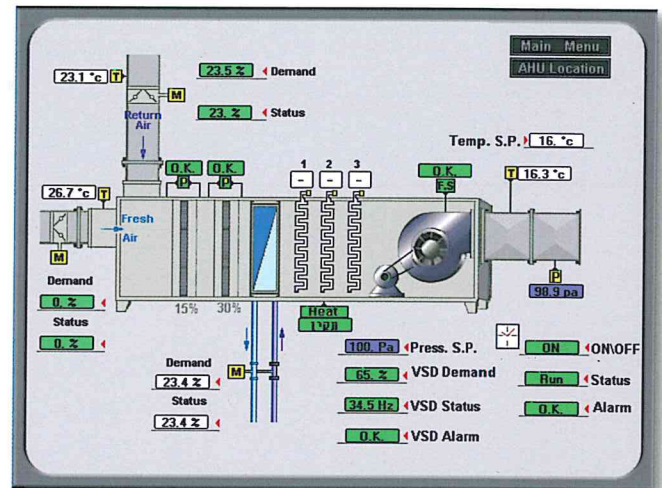 Main Menu
AHU Location
23.1 °c
T
M
23.5 %
Demand
23. %
Status
Return
Air
Temp. S.P.
16. °c
O.K.
P
O.K.
P
1
2
3
-
-
-
O.K.
F.S
T
16.3 °c
26.7 °c
T
Fresh
Air
M
P
98.9 pa
Demand
0. %
Status
0. %
15%
30%
Heat
תקין
100. Pa
Press. S.P.
ON
ON\OFF
Demand
23.4 %
M
65. %
VSD Demand
Run
Status
Status
23.4 %
34.5 Hz
VSD Status
O.K.
Alarm
O.K.
VSD Alarm